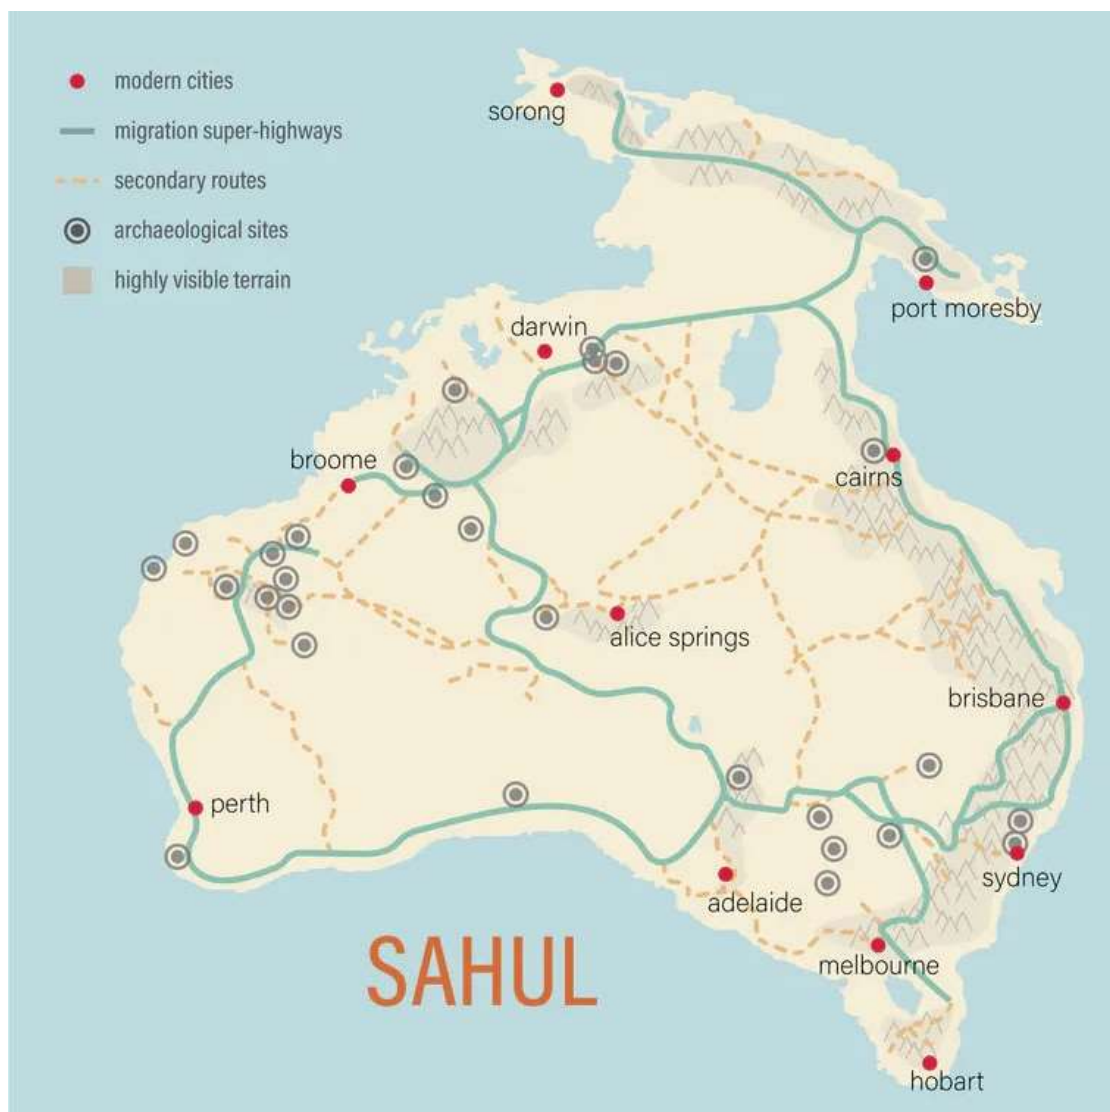 modern cities
migration super-highways
secondary routes
archaeological sites
highly visible terrain
sorong
port moresby
darwin
broome
cairns
alice springs
brisbane
perth
sydney
adelaide
melbourne
SAHUL
hobart